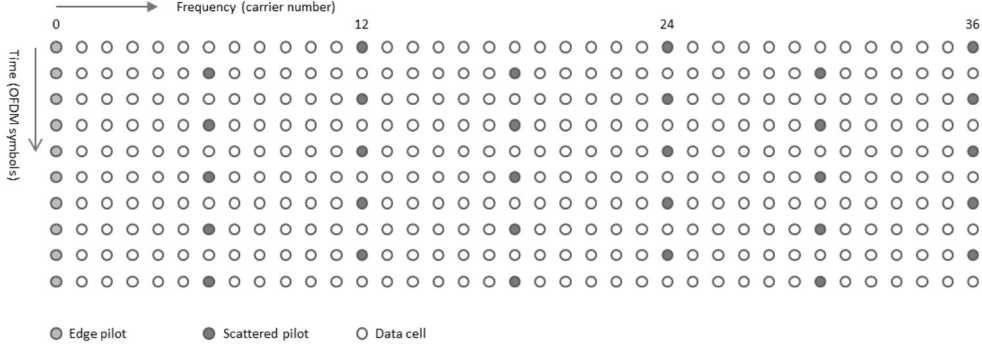 Frequency (carrier number)
0 12 24 36
Time (OFDM symbols)
Edge pilot Scattered pilot Data cell